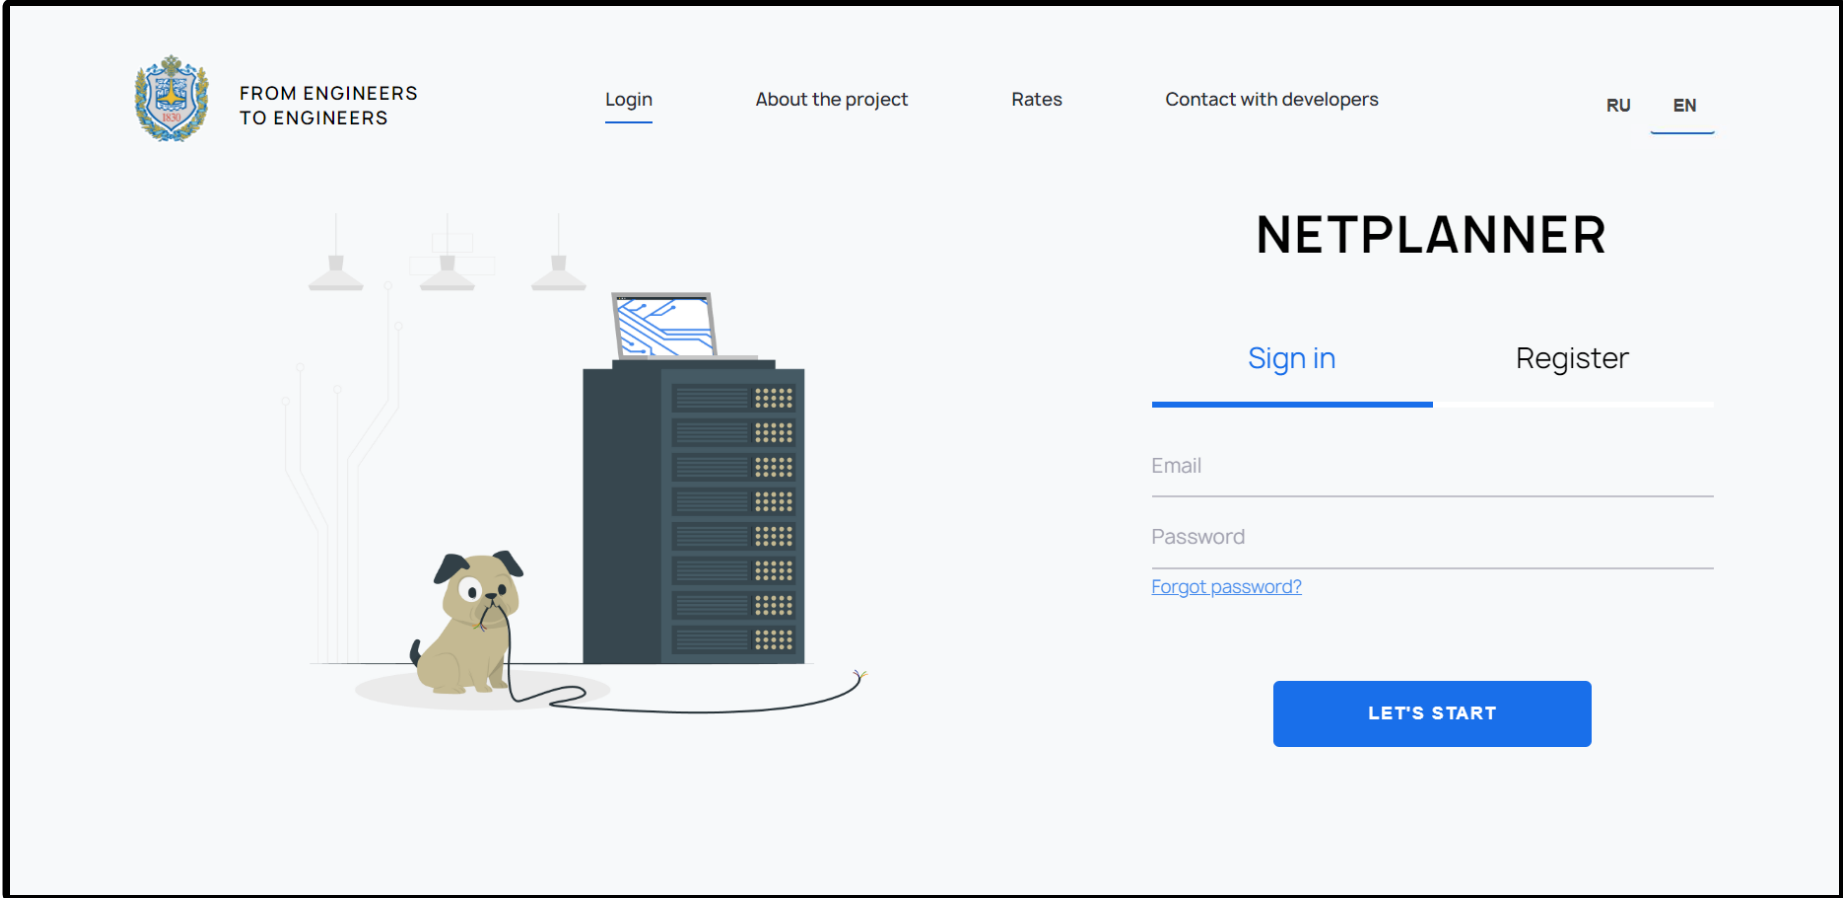 1830
FROM ENGINEERS
TO ENGINEERS
Login
About the project
Rates
Contact with developers
RU
EN
NETPLANNER
Sign in
Register
Email
Password
Forgot password?
LET'S START